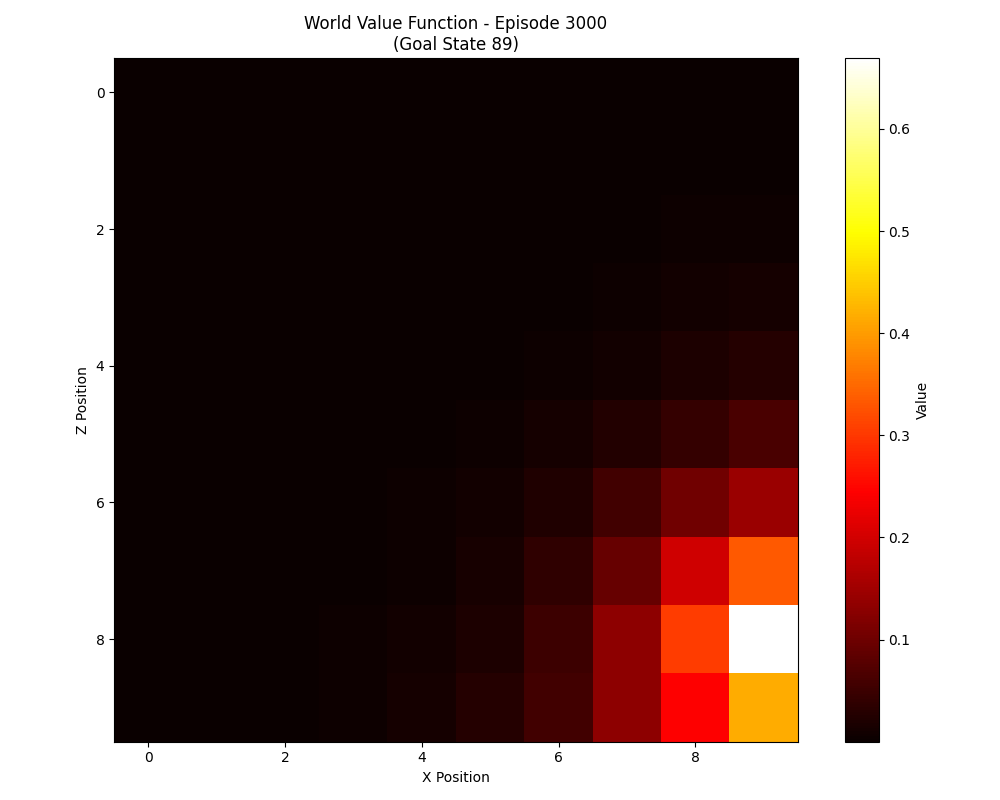 World Value Function - Episode 3000
(Goal State 89)
0
2
4
6
8
Z Position
0 2 4 6 8
X Position
0.6
0.5
0.4
0.3
0.2
0.1
Value